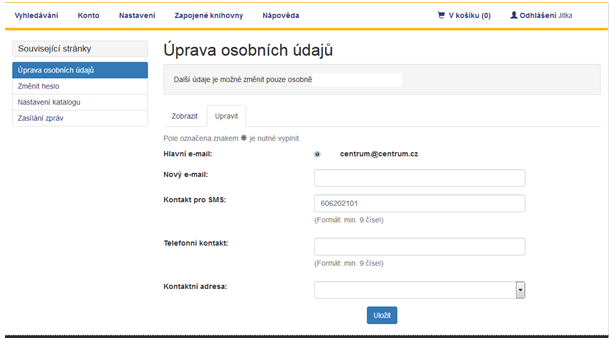 Vyhledávání Konto Nastavení Zapojené knihovny Nápověda V košíku (0) Odhlášení Jitka
Související stránky
Úprava osobních údajů
Změnit heslo
Nastavení katalogu
Zasílání zpráv
Úprava osobních údajů
Další údaje je možné změnit pouze osobně
Zobrazit Upravit
Pole označena znakem ✱ je nutné vyplnit.
Hlavní e-mail: centrum@centrum.cz
Nový e-mail:
Kontakt pro SMS: 606202101
(Formát: min. 9 čísel)
Telefonní kontakt:
(Formát: min. 9 čísel)
Kontaktní adresa:
Uložit